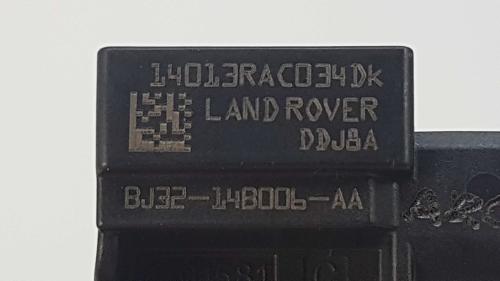 14013RAC034Dk
LAND ROVER
DDJ8A
BJ32-14B006-AA